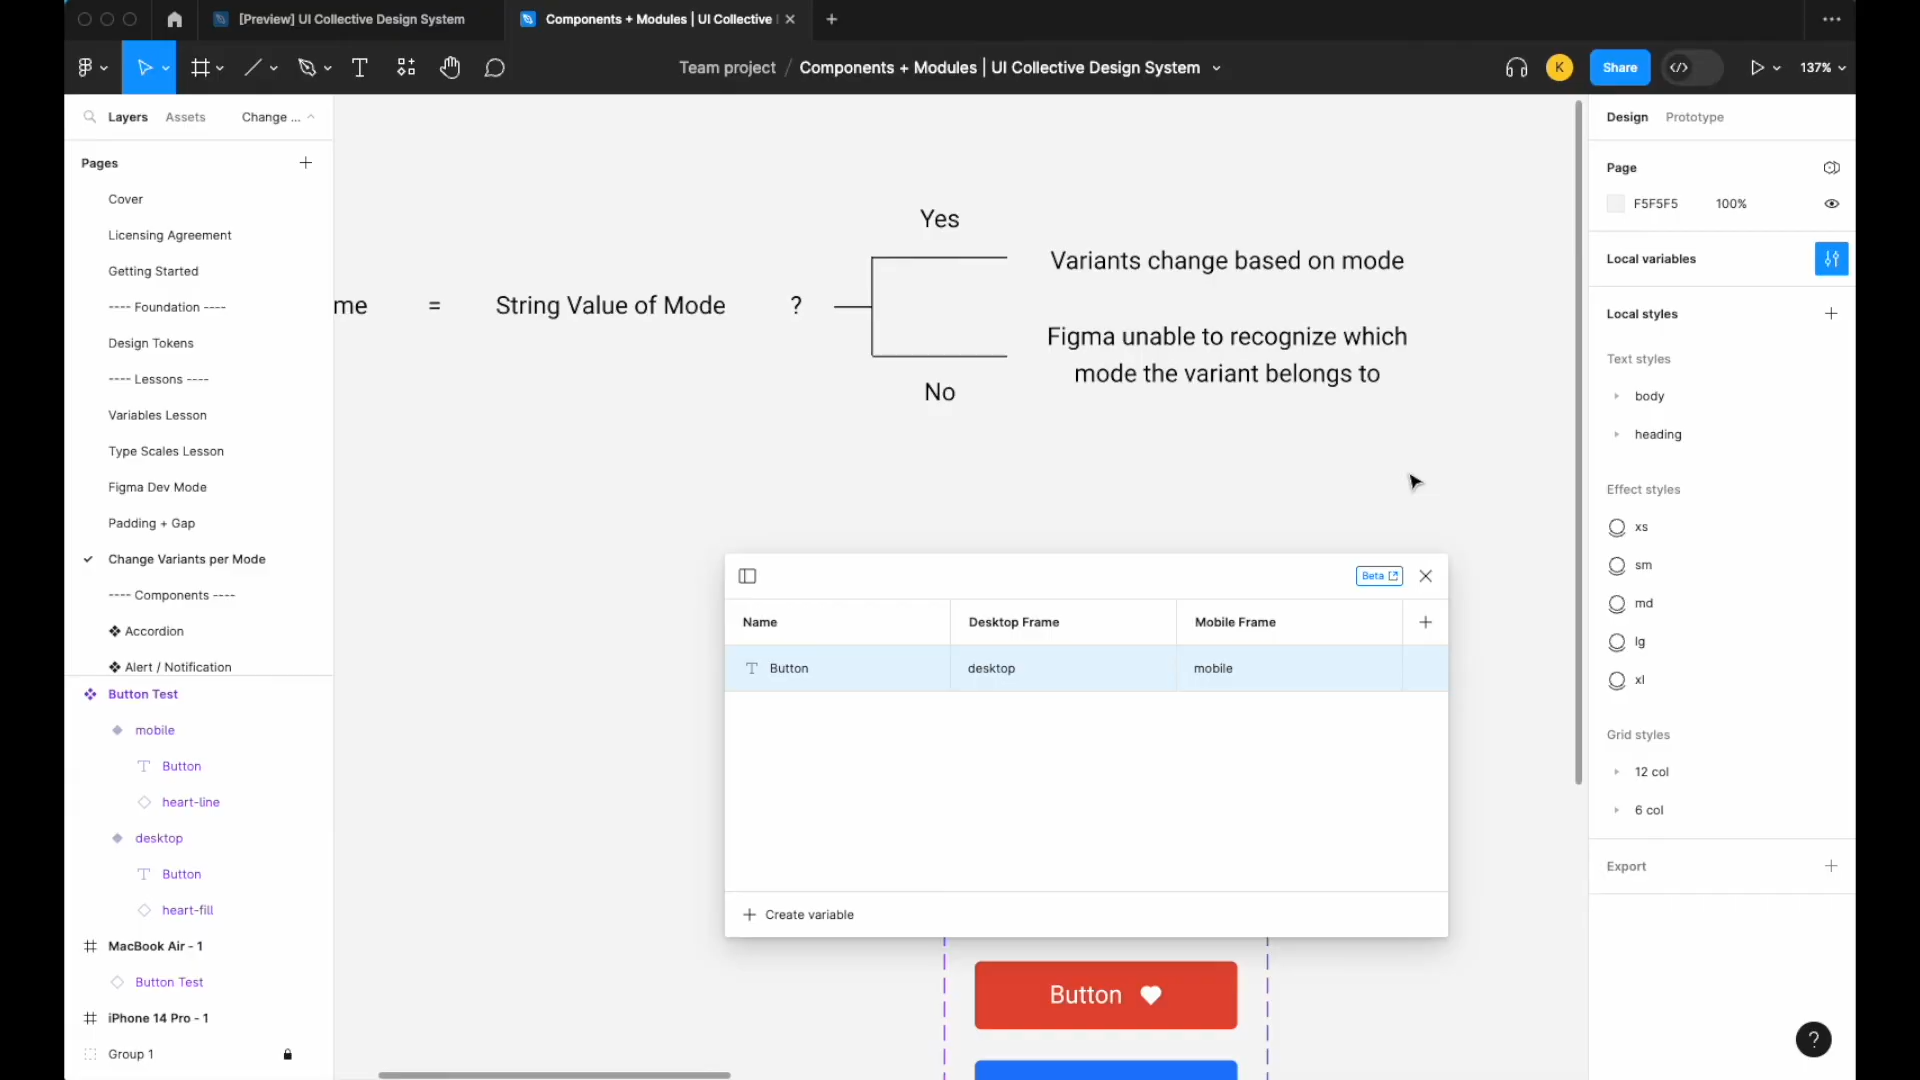 [Preview] UI Collective Design System
Components + Modules | UI Collective
Team project / Components + Modules | UI Collective Design System
K
Share
137%
Layers
Assets
Change ...
Pages
Cover
Licensing Agreement
Getting Started
---- Foundation ----
Design Tokens
---- Lessons ----
Variables Lesson
Type Scales Lesson
Figma Dev Mode
Padding + Gap
Change Variants per Mode
---- Components ----
Accordion
Alert / Notification
Button Test
mobile
Button
heart-line
desktop
Button
heart-fill
MacBook Air - 1
Button Test
iPhone 14 Pro - 1
Group 1
Yes
me = String Value of Mode ?
Variants change based on mode
Figma unable to recognize which
mode the variant belongs to
No
Beta
Name
Desktop Frame
Mobile Frame
Button
desktop
mobile
Create variable
Button
Design
Prototype
Page
F5F5F5
100%
Local variables
Local styles
Text styles
body
heading
Effect styles
xs
sm
md
lg
xl
Grid styles
12 col
6 col
Export
?